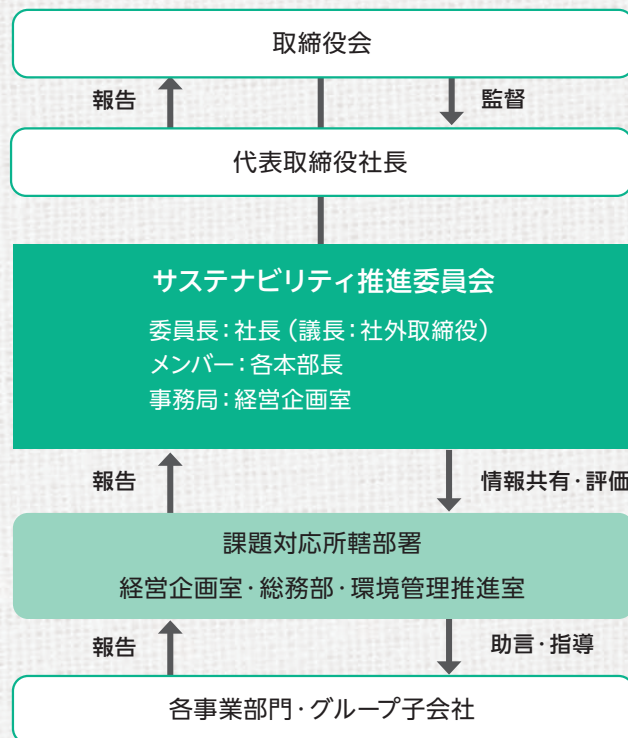 取締役会
報告
監督
代表取締役社長
サステナビリティ推進委員会
委員長：社長（議長：社外取締役）
メンバー：各本部長
事務局：経営企画室
報告
情報共有・評価
課題対応所轄部署
経営企画室・総務部・環境管理推進室
報告
助言・指導
各事業部門・グループ子会社